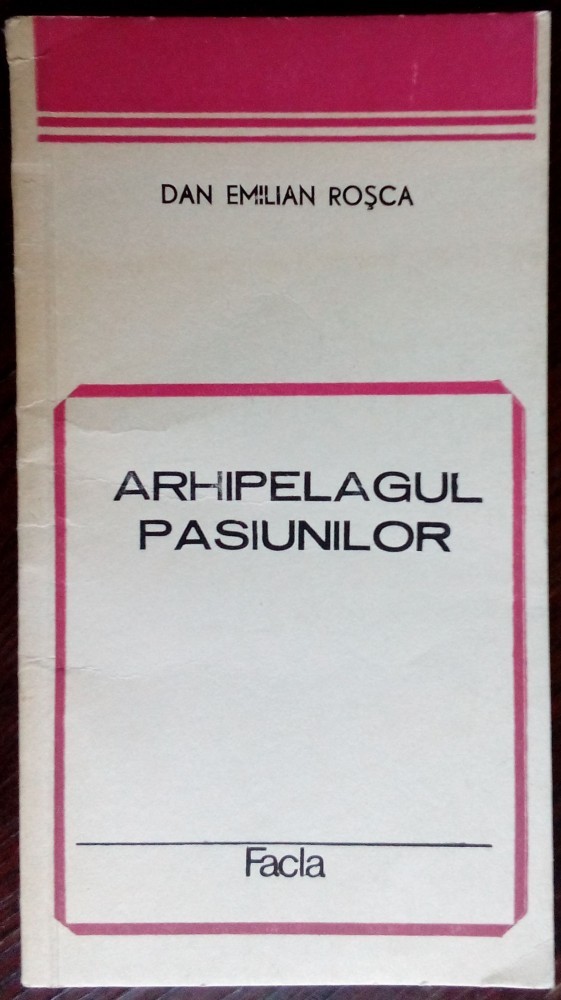 DAN EMILIAN ROŞCA
ARHIPELAGUL
PASIUNILOR
Facla